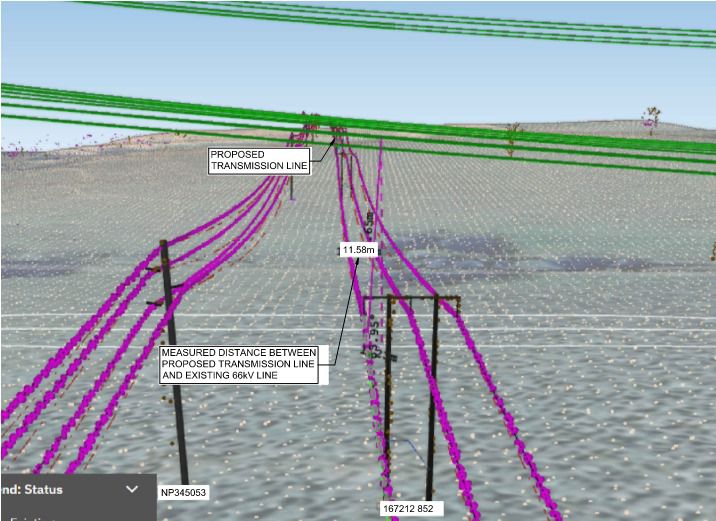 PROPOSED
TRANSMISSION LINE
11.58m
MEASURED DISTANCE BETWEEN
PROPOSED TRANSMISSION LINE
AND EXISTING 66kV LINE
end: Status
NP345053
167212 852